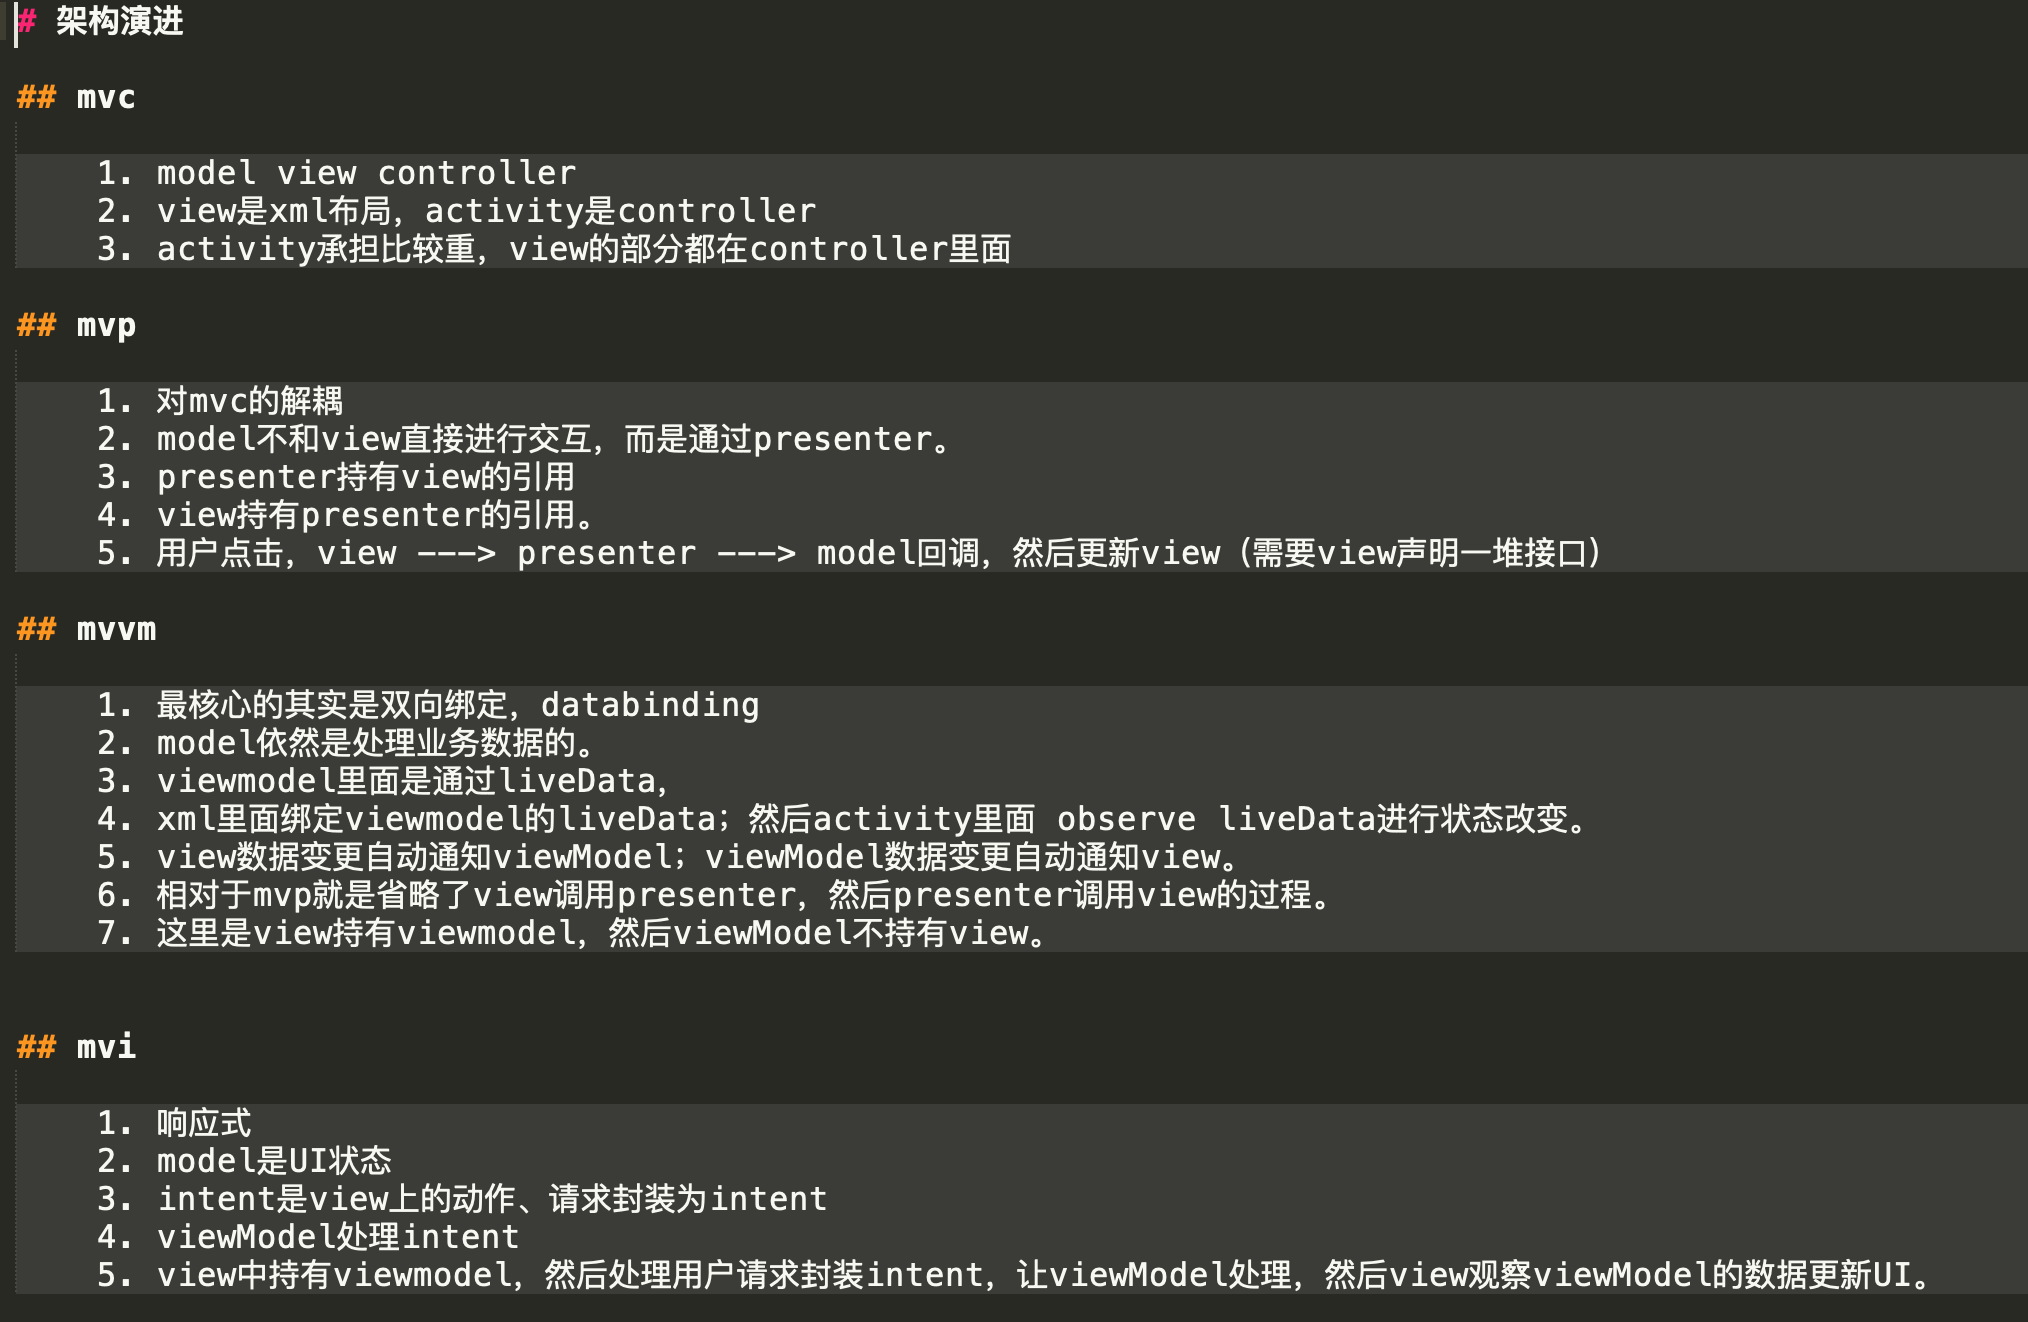 # 架构演进
## mvc
1. model view controller
2. view是xml布局，activity是controller
3. activity承担比较重，view的部分都在controller里面
## mvp
1. 对mvc的解耦
2. model不和view直接进行交互，而是通过presenter。
3. presenter持有view的引用
4. view持有presenter的引用。
5. 用户点击，view ---> presenter ---> model回调，然后更新view（需要view声明一堆接口）
## mvvm
1. 最核心的其实是双向绑定，databinding
2. model依然是处理业务数据的。
3. viewmodel里面是通过liveData，
4. xml里面绑定viewmodel的liveData；然后activity里面 observe liveData进行状态改变。
5. view数据变更自动通知viewModel；viewModel数据变更自动通知view。
6. 相对于mvp就是省略了view调用presenter，然后presenter调用view的过程。
7. 这里是view持有viewmodel，然后viewModel不持有view。
## mvi
1. 响应式
2. model是UI状态
3. intent是view上的动作、请求封装为intent
4. viewModel处理intent
5. view中持有viewmodel，然后处理用户请求封装intent，让viewModel处理，然后view观察viewModel的数据更新UI。